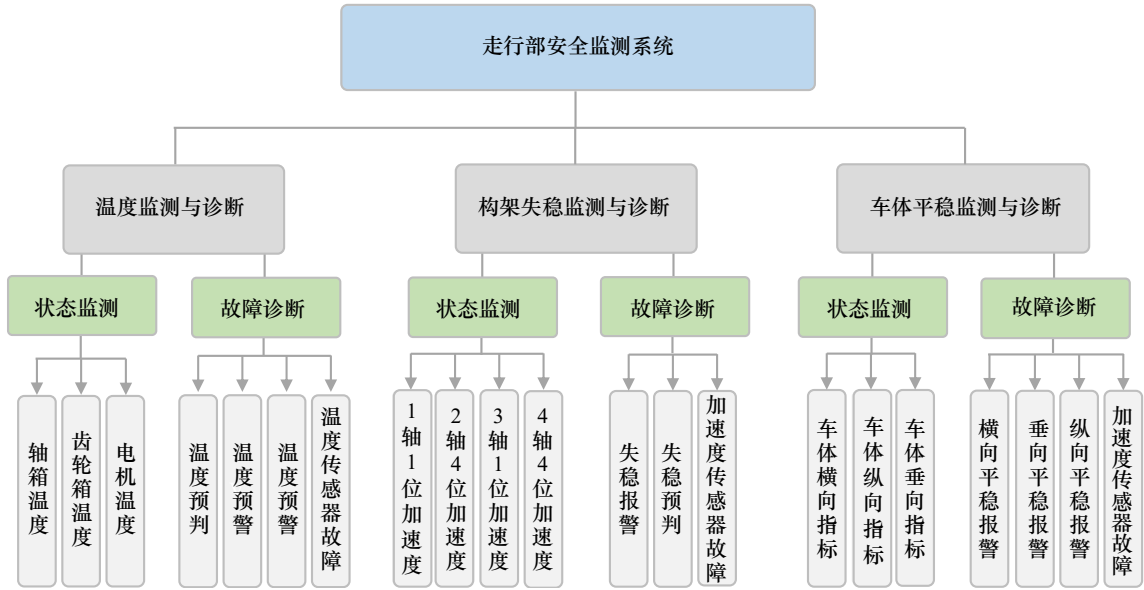 走行部安全监测系统
温度监测与诊断
构架失稳监测与诊断
车体平稳监测与诊断
状态监测
故障诊断
状态监测
故障诊断
状态监测
故障诊断
轴箱温度
齿轮箱温度
电机温度
温度预判
温度预警
温度预警
温度传感器故障
1轴1位加速度
2轴4位加速度
3轴1位加速度
4轴4位加速度
失稳报警
失稳预判
加速度传感器故障
车体横向指标
车体纵向指标
车体垂向指标
横向平稳报警
垂向平稳报警
纵向平稳报警
加速度传感器故障